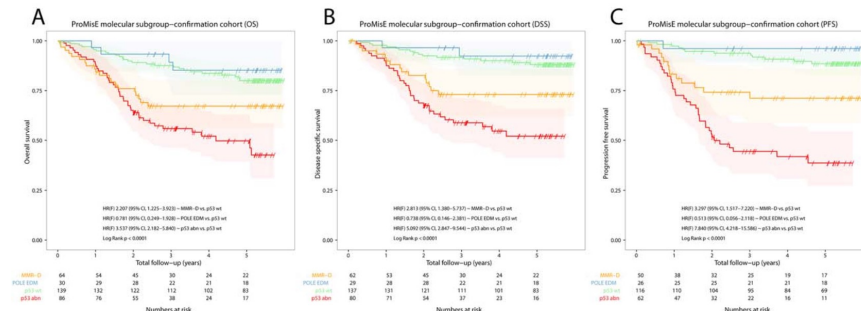 A
ProMisE molecular subgroup-confirmation cohort (OS)
1.00
0.75
0.50
0.25
0.00
Overall survival
HR(F) 2.207 (95% CI, 1.225-3.925) - MMR-D vs. p53 wt
HR(F) 0.781 (0.249-1.928) - POLE EDM vs. p53 wt
HR(F) 3.537 (95% CI, 2.182-5.840) - p53 abn vs. p53 wt
Log Rank p < 0.0001
0 1 2 3 4 5
Total follow-up (years)
MMR-D 64 54 45 30 24 22
POLE EDM 30 29 28 22 21 18
p53 wt 139 132 122 112 102 83
p53 abn 86 76 55 38 24 17
Numbers at risk
B
ProMisE molecular subgroup-confirmation cohort (DSS)
1.00
0.75
0.50
0.25
0.00
Disease specific survival
HR(F) 2.813 (95% CI, 1.380-5.737) - MMR-D vs. p53 wt
HR(F) 0.738 (0.146-2.381) - POLE EDM vs. p53 wt
HR(F) 5.092 (95% CI, 2.847-9.544) - p53 abn vs. p53 wt
Log Rank p < 0.0001
0 1 2 3 4 5
Total follow-up (years)
MMR-D 62 53 45 30 24 22
POLE EDM 29 28 28 22 21 18
p53 wt 137 131 121 111 101 83
p53 abn 80 71 54 37 23 16
Numbers at risk
C
ProMisE molecular subgroup-confirmation cohort (PFS)
1.00
0.75
0.50
0.25
0.00
Progression free survival
HR(F) 3.297 (95% CI, 1.517-7.220) - MMR-D vs. p53 wt
HR(F) 0.513 (0.056-2.118) - POLE EDM vs. p53 wt
HR(F) 7.840 (95% CI, 4.218-15.586) - p53 abn vs. p53 wt
Log Rank p < 0.0001
0 1 2 3 4 5
Total follow-up (years)
MMR-D 50 38 32 25 19 17
POLE EDM 26 25 25 21 21 18
p53 wt 116 110 104 95 84 69
p53 abn 62 47 32 22 16 11
Numbers at risk